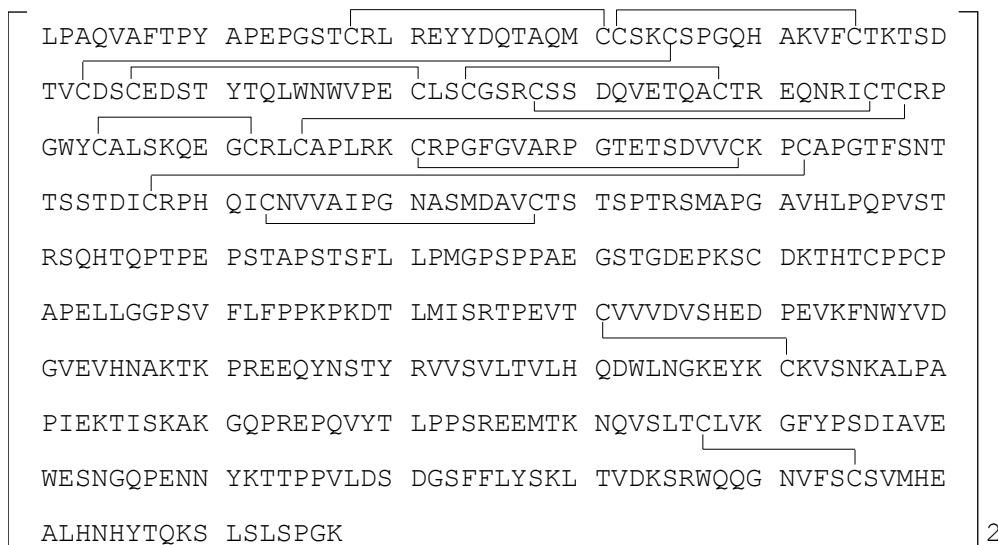 LPAQVAFTPY APEPGSTCRL REYYDQTAQM CCSKCSPGQH AKVFCTKTSD
TVCDSCEDST YTQLWNWVPE CLSCGSRCSS DQVETQACTR EQNRICTCRP
GWYCALSKQEG CRLCAPLRK CRPGFGVARP GTETSDVVCK PCAPGTFSNT
TSSTDICRPH QICNVVAIPG NASMDAVCTS TSPTRSMAPG AVHLPQPVST
RSQHTQPTPE PSTAPSTSFL LPMGPSPPAE GSTGDEPKSC DKTHTCPPCP
APELLGGPSV FLFPPKPKDT LMISRTPEVT CVVVDVSHED PEVKFNWYVD
GVEVHNAKTK PREEQYNSTY RVVSVLTVLH QDWLNGKEYK CKVSNKALPA
PIEKTISKAK GQPREPQVYT LPPSREEMTK NQVSLTCLVK GFYPSDIAVE
WESNGQPENN YKTTPPVLDS DGSFFLYSKL TVDKSRWQQG NVFSCSVMHE
ALHNHYTQKS LSLSPGK
2